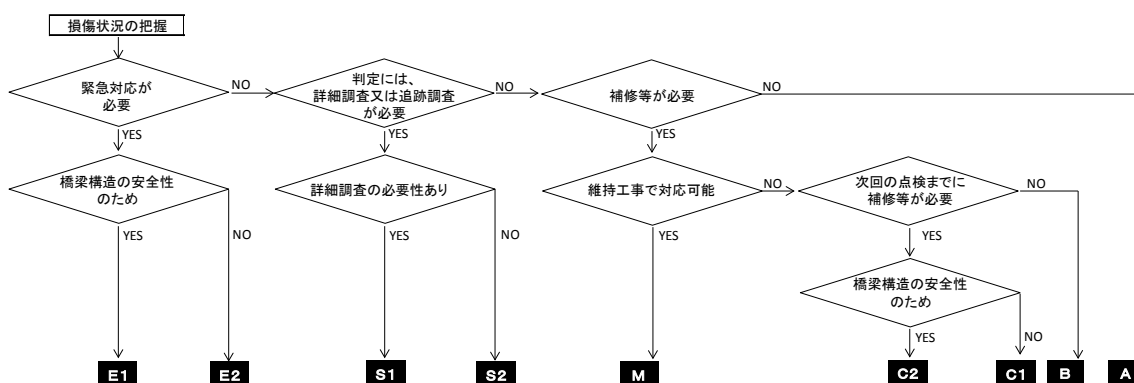 損傷状況の把握
緊急対応が
必要
NO
判定には、
詳細調査又は追跡調査
が必要
NO
補修等が必要
NO
YES
YES
YES
橋梁構造の安全性
のため
詳細調査の必要性あり
維持工事で対応可能
NO
次回の点検までに
補修等が必要
NO
YES
NO
YES
NO
YES
YES
橋梁構造の安全性
のため
YES
NO
E1
E2
S1
S2
M
C2
C1
B
A